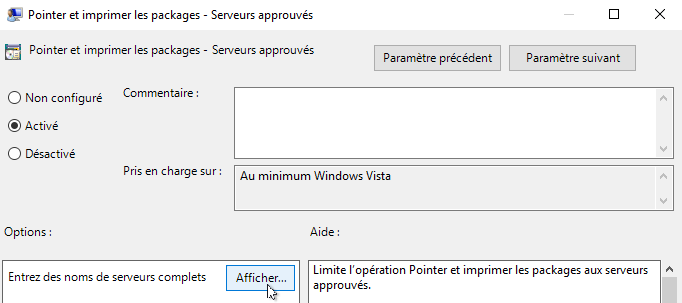 Pointer et imprimer les packages - Serveurs approuvés
Pointer et imprimer les packages - Serveurs approuvés
Paramètre précédent
Paramètre suivant
Non configuré
Commentaire :
Activé
Désactivé
Pris en charge sur :
Au minimum Windows Vista
Options :
Aide :
Entrez des noms de serveurs complets
Afficher...
Limite l'opération Pointer et imprimer les packages aux serveurs
approuvés.